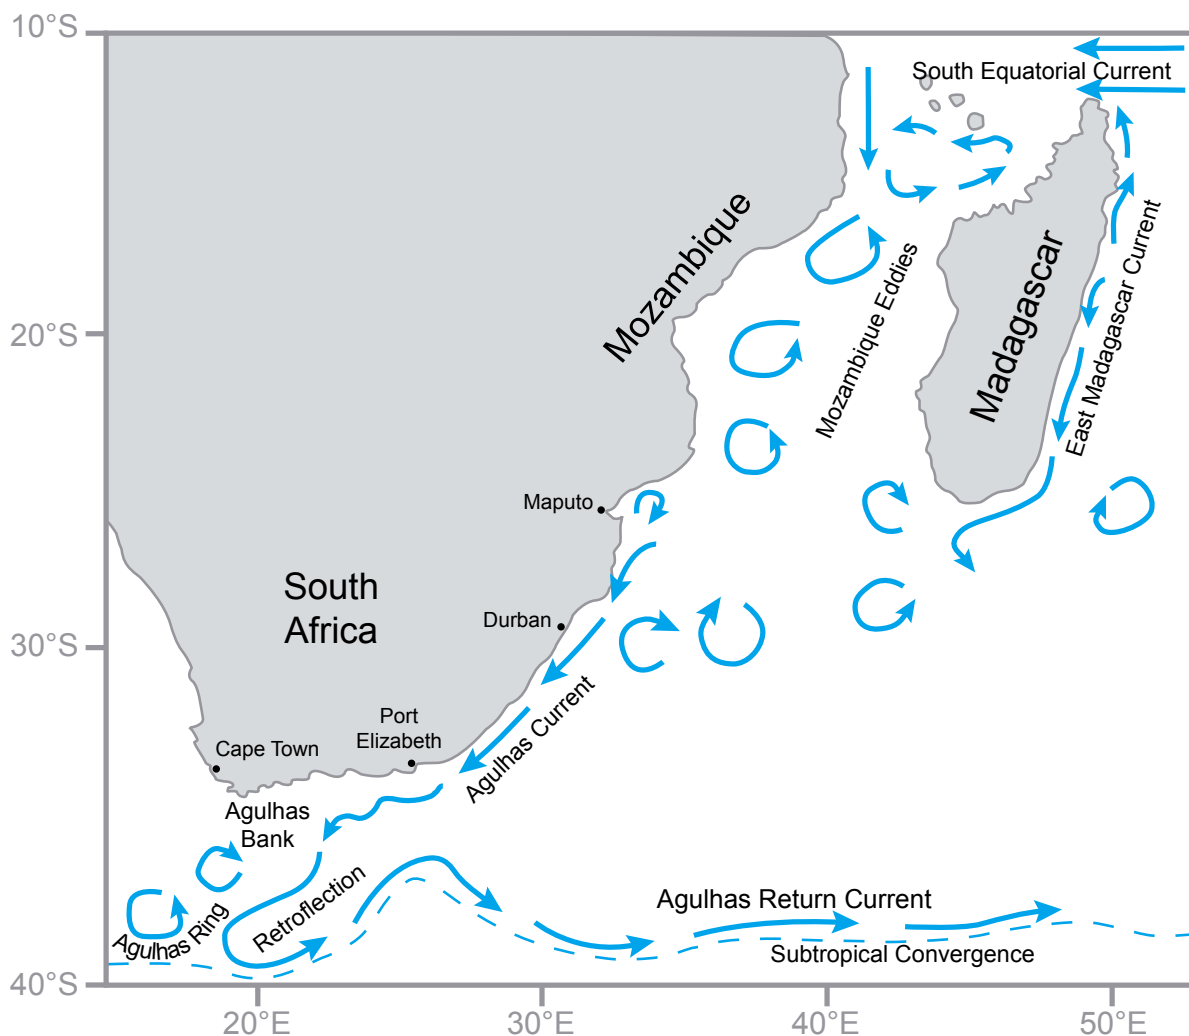 10°S
South Equatorial Current
Mozambique
Madagascar
East Madagascar Current
Mozambique Eddies
20°S
Maputo
South
Africa
Durban
30°S
Port
Elizabeth
Cape Town
Agulhas Current
Agulhas
Bank
Retroflection
Agulhas Ring
Agulhas Return Current
Subtropical Convergence
40°S
20°E
30°E
40°E
50°E